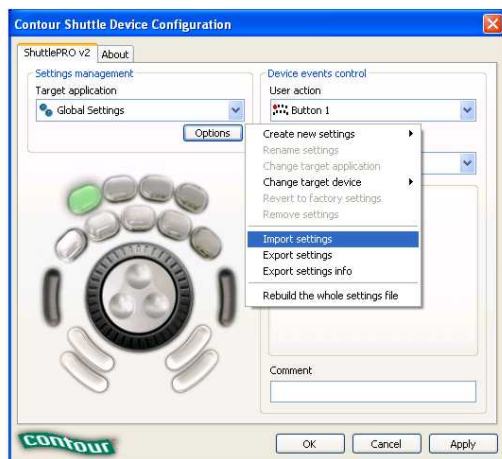 Contour Shuttle Device Configuration
ShuttlePRO v2
About
Settings management
Target application
Global Settings
Options
Device events control
User action
Button 1
Create new settings
Rename settings
Change target application
Change target device
Revert to factory settings
Remove settings
Import settings
Export settings
Export settings info
Rebuild the whole settings file
Comment
contour
OK
Cancel
Apply